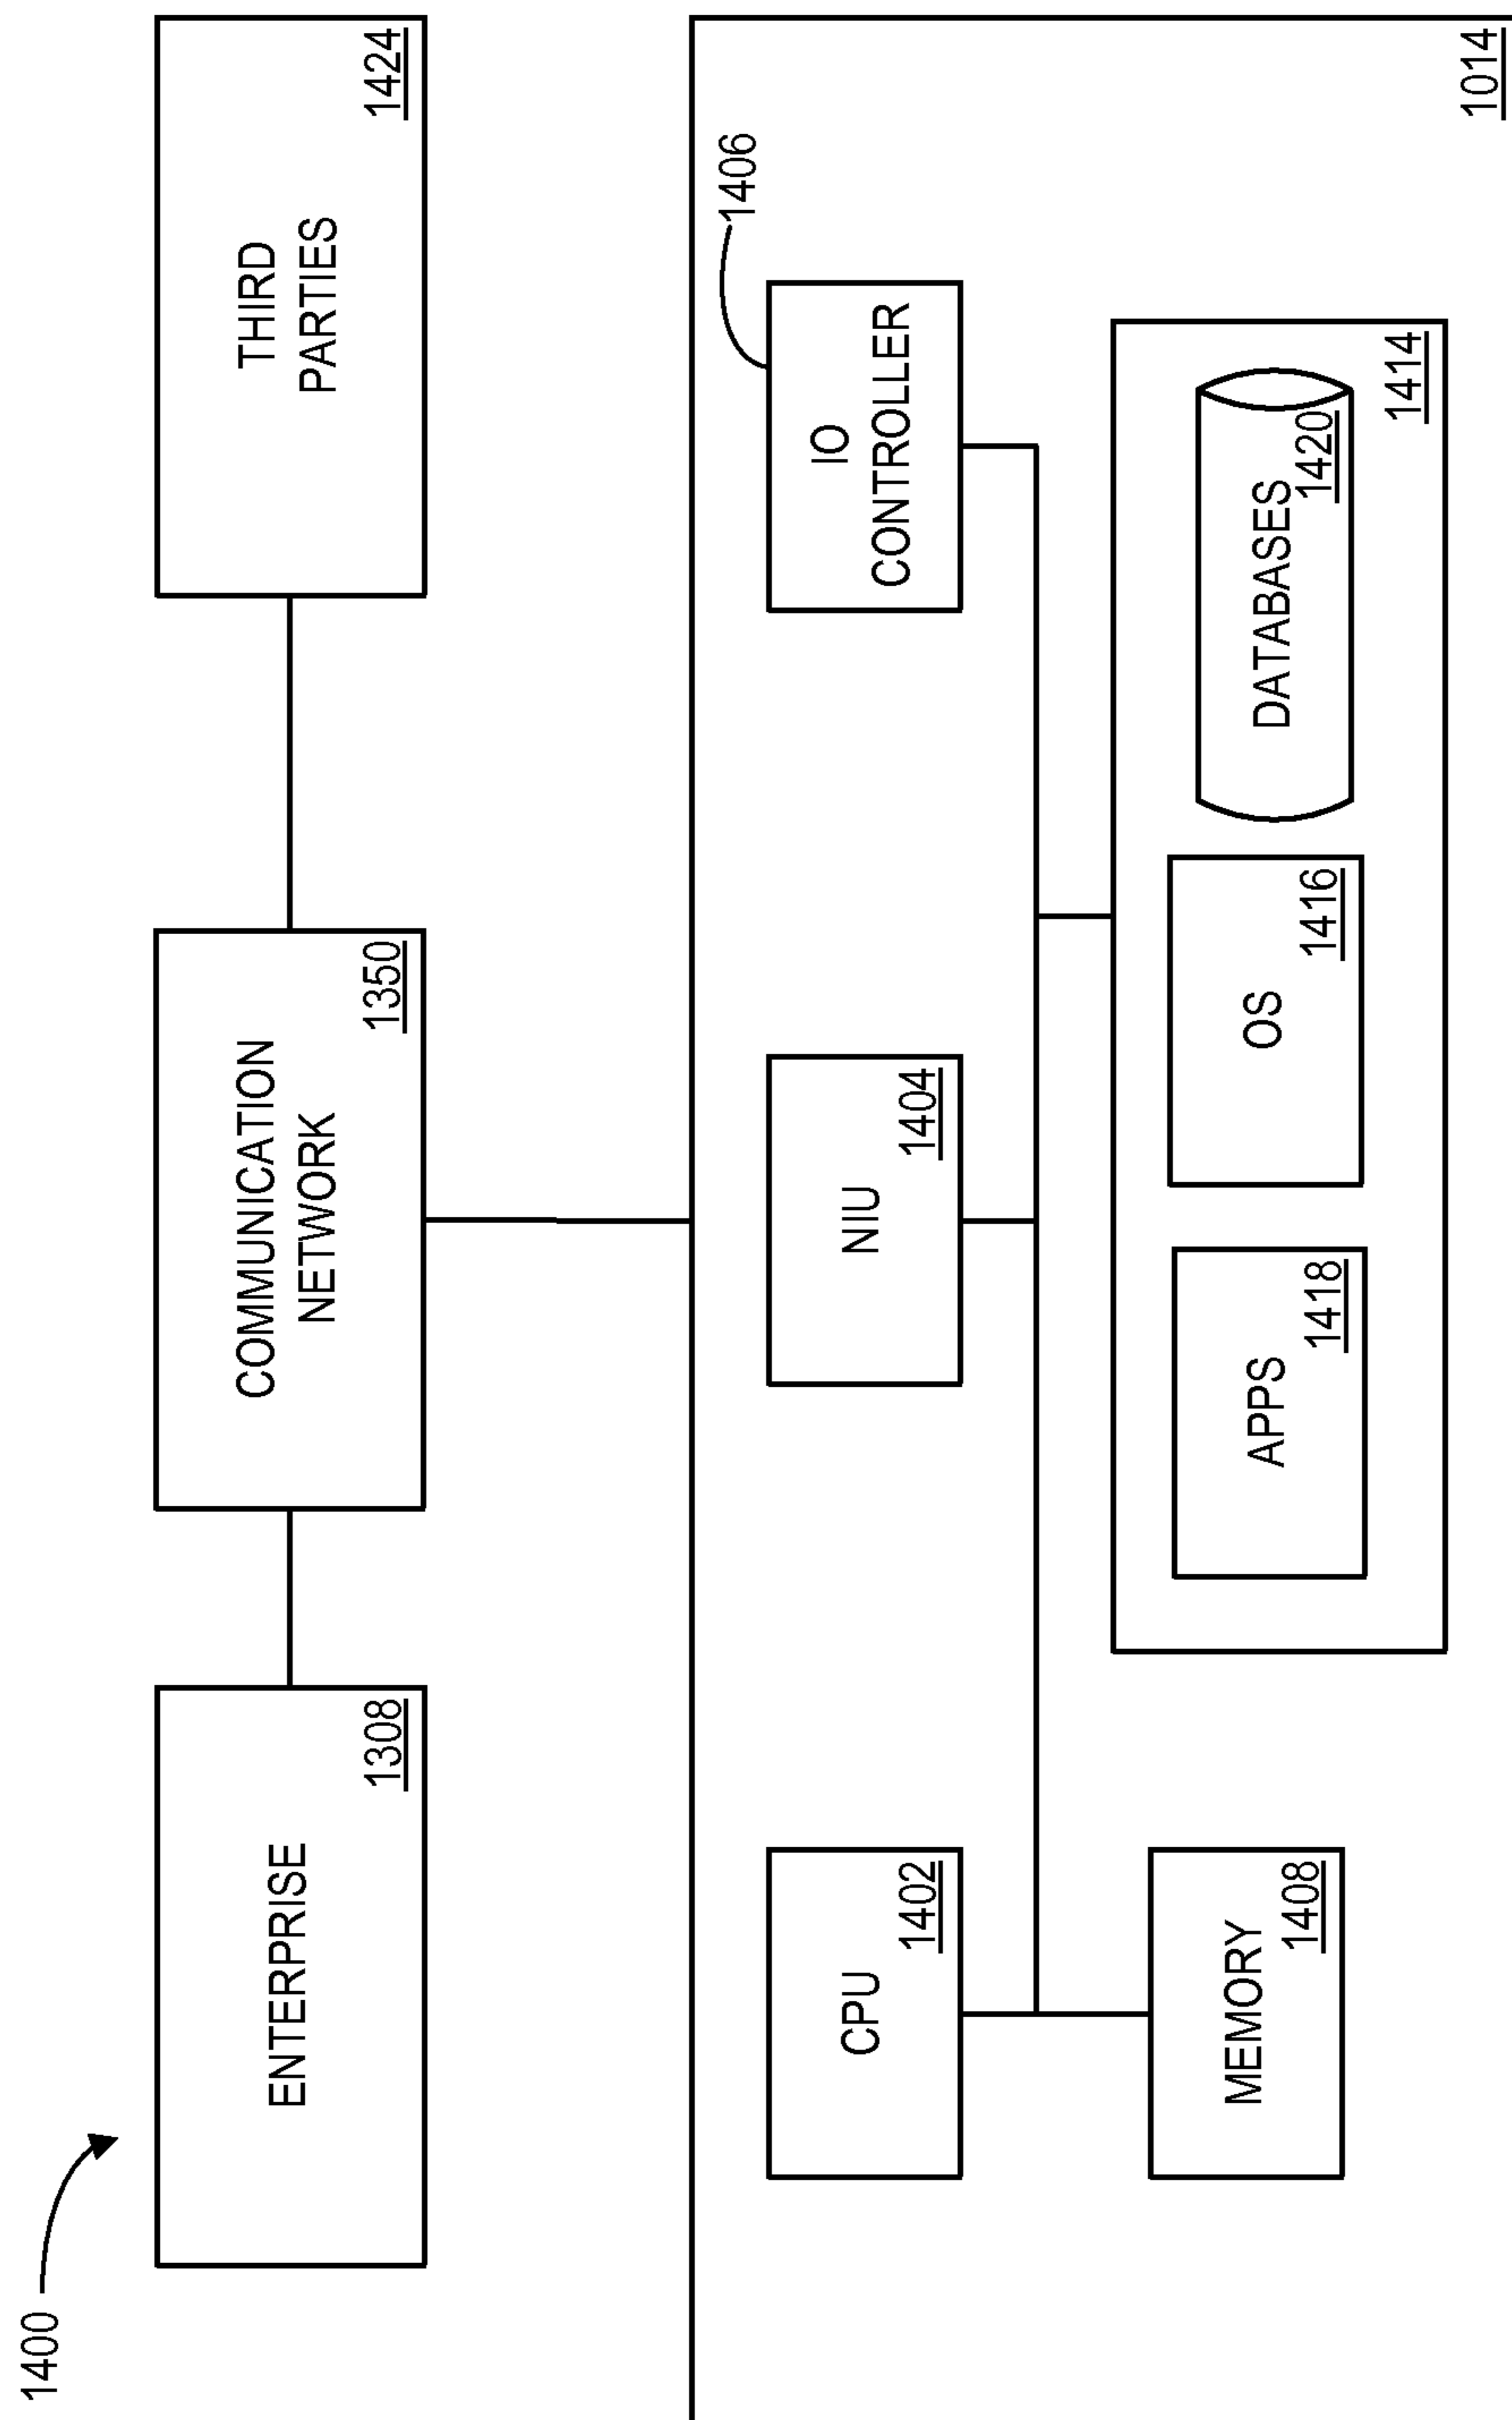 1400
ENTERPRISE
1308
COMMUNICATION
NETWORK
1350
THIRD
PARTIES
1424
CPU
1402
NIU
1404
IO
CONTROLLER
1406
MEMORY
1408
APPS
1418
OS
1416
DATABASES
1420
1414
1014